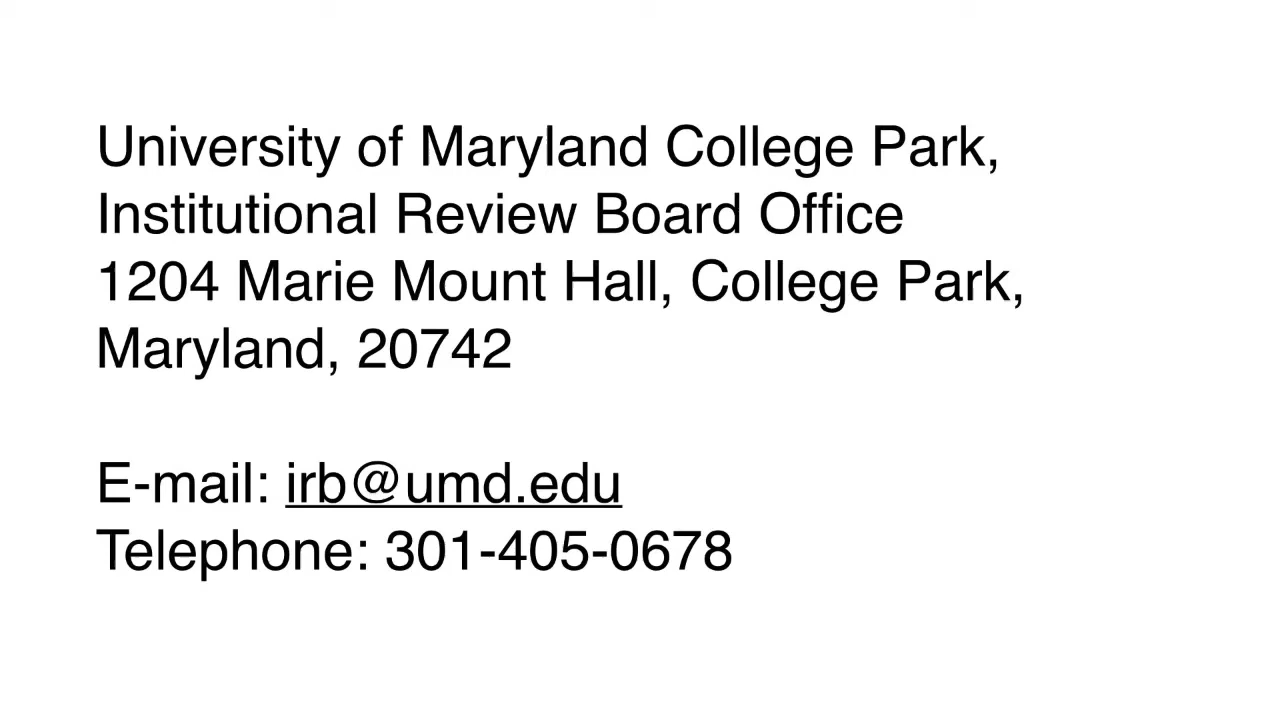 University of Maryland College Park,
Institutional Review Board Office
1204 Marie Mount Hall, College Park,
Maryland, 20742
E-mail: irb@umd.edu
Telephone: 301-405-0678